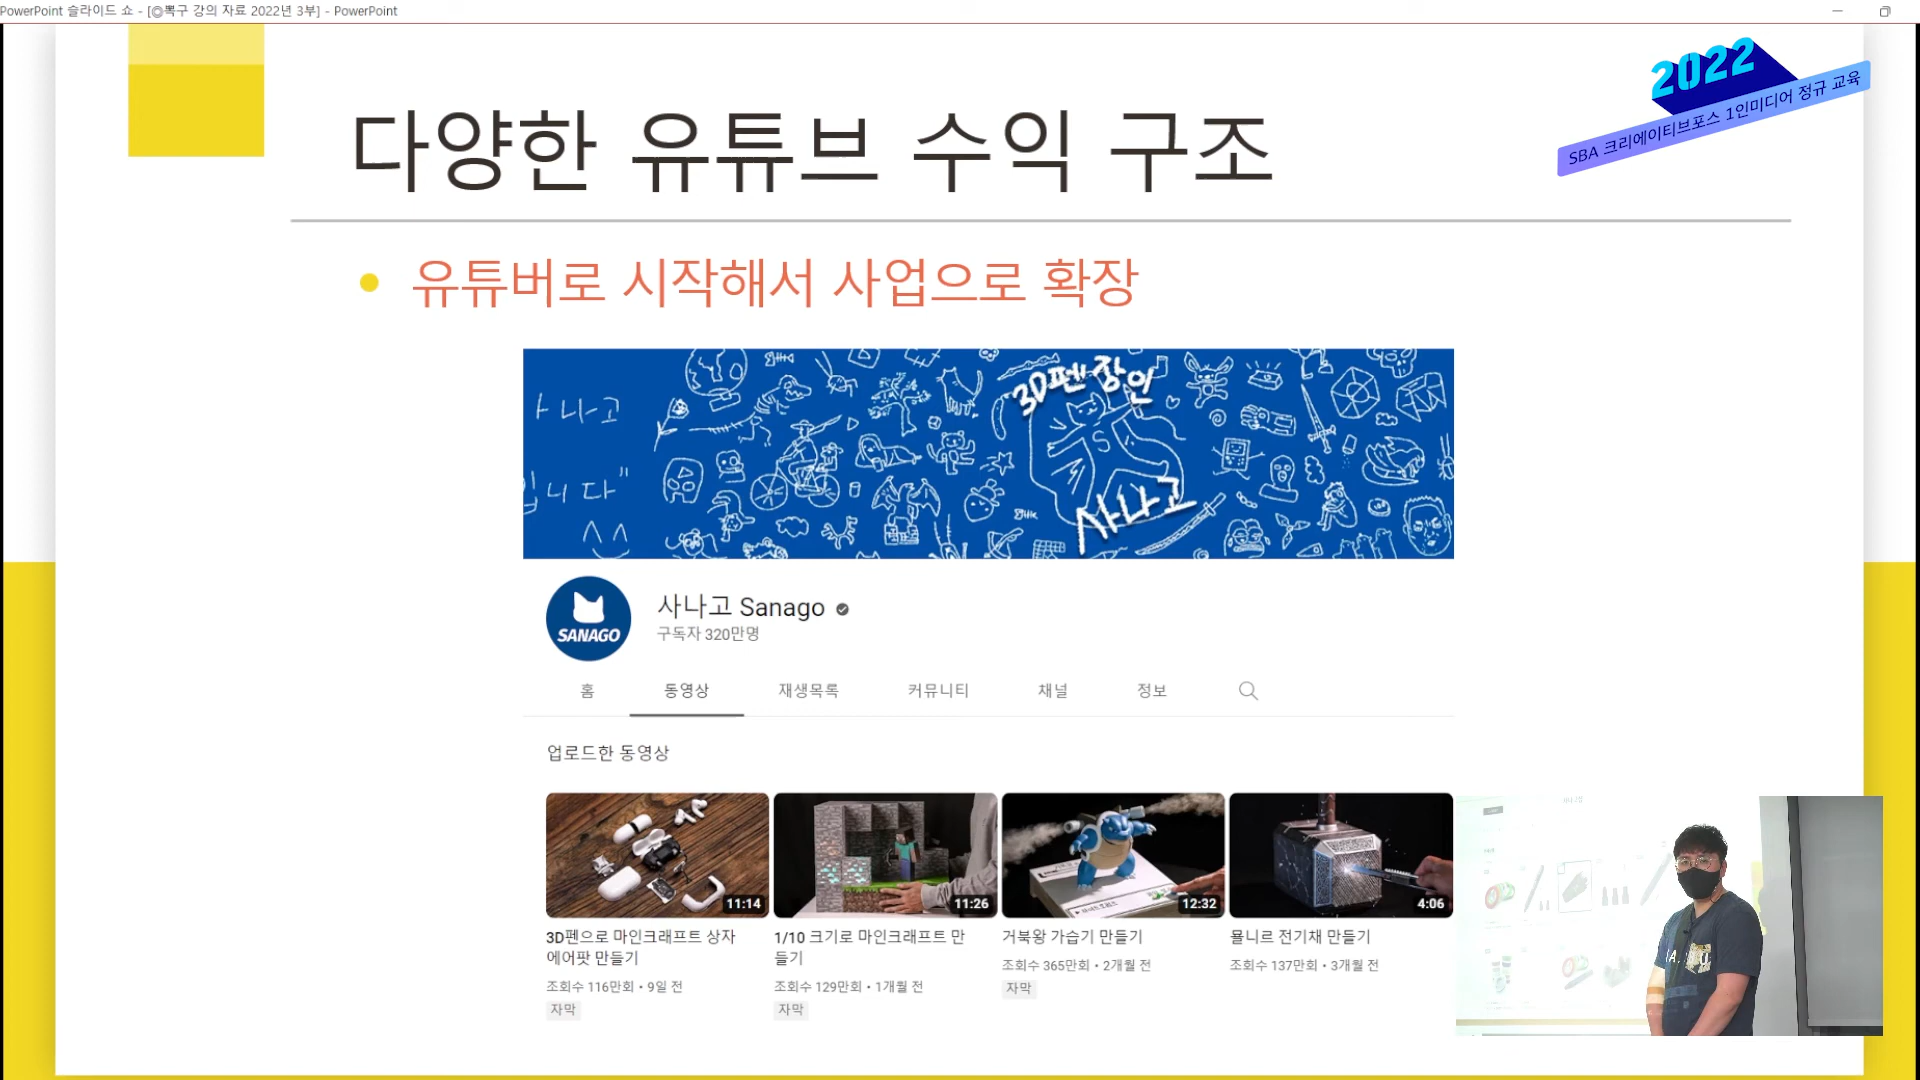 PowerPoint 슬라이드 쇼 - [◎뽁구 강의 자료 2022년 3부] - PowerPoint
2022
SBA 크리에이티브포스 1인미디어 정규 교육
다양한 유튜브 수익 구조
유튜버로 시작해서 사업으로 확장
사나고
니다"
^^
3D펜장인
사나고
SANAGO
사나고 Sanago
구독자 320만명
홈 동영상 재생목록 커뮤니티 채널 정보
업로드한 동영상
11:14
11:26
12:32
4:06
3D펜으로 마인크래프트 상자
에어팟 만들기
조회수 116만회 • 9일 전
자막
1/10 크기로 마인크래프트 만
들기
조회수 129만회 • 1개월 전
자막
거북왕 가습기 만들기
조회수 365만회 • 2개월 전
자막
묠니르 전기채 만들기
조회수 137만회 • 3개월 전